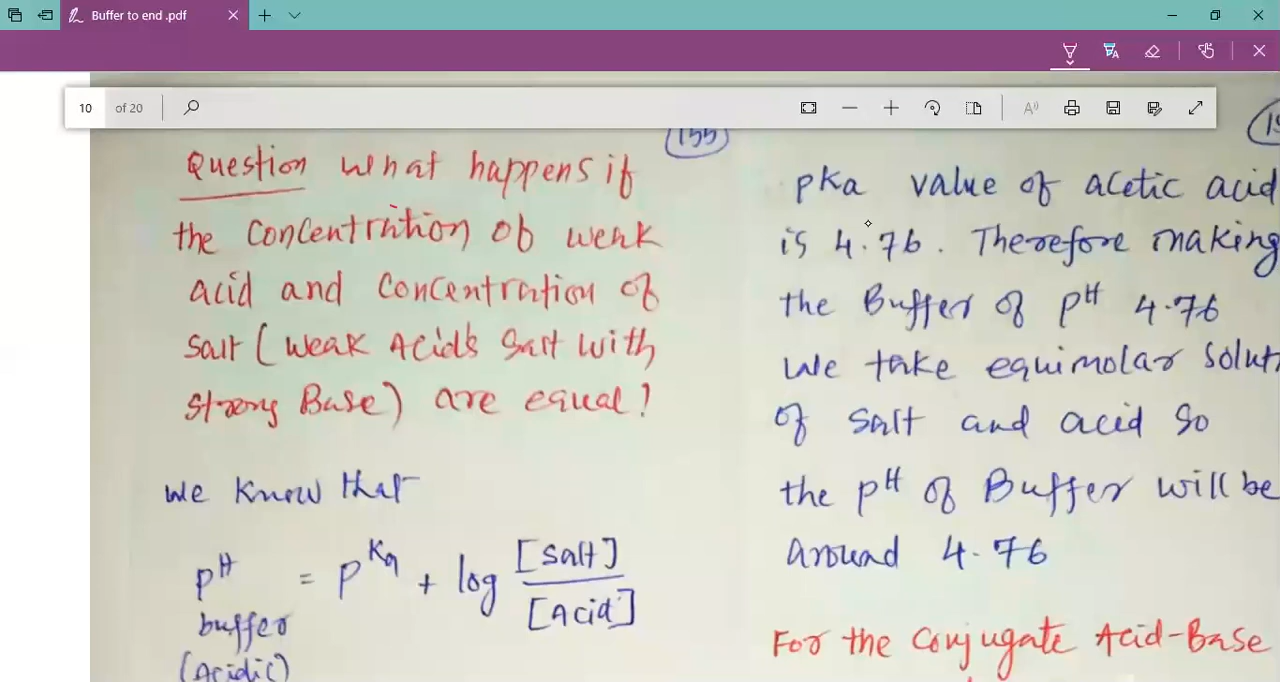 Buffer to end .pdf
10 of 20
155
Question What happens if
the Concentration of weak
acid and Concentration of
Salt (Weak Acid's Salt with
Strong Base) are equal?
We know that
pH = pKa + log [Salt]
[Acid]
buffer
(Acidic)
pKa value of acetic acid
is 4.76. Therefore making
the Buffer of pH 4.76
We take equimolar Solut
of Salt and acid So
the pH of Buffer will be
around 4.76
For the Conjugate Acid-Base